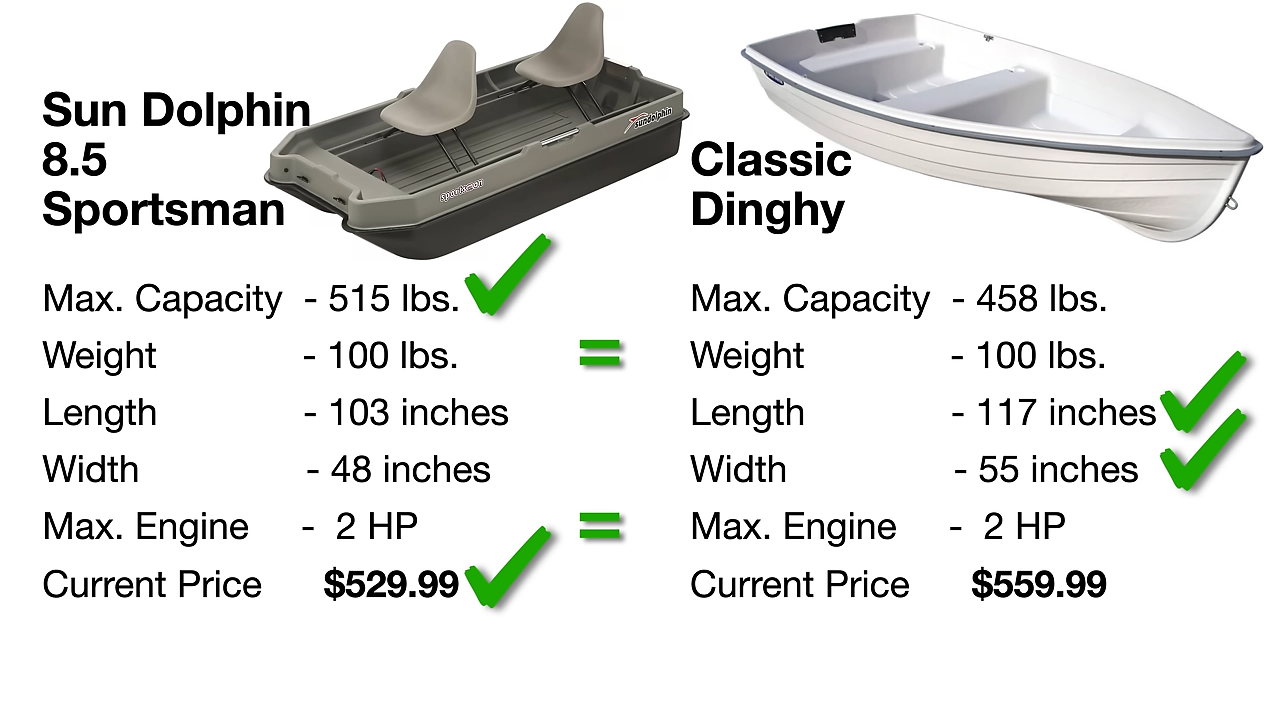 Sun Dolphin
8.5
Sportsman
sundolphin
Sportsman
Max. Capacity - 515 lbs.
Weight - 100 lbs.
Length - 103 inches
Width - 48 inches
Max. Engine - 2 HP
Current Price $529.99
=
=
Classic
Dinghy
Max. Capacity - 458 lbs.
Weight - 100 lbs.
Length - 117 inches
Width - 55 inches
Max. Engine - 2 HP
Current Price $559.99